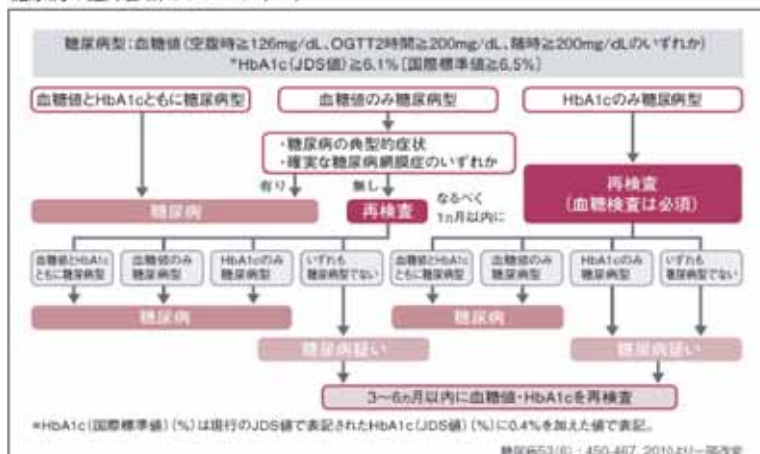 糖尿病型:血糖値(空腹時≧126mg/dL、OGTT2時間≧200mg/dL、随時≧200mg/dLのいずれか)
*HbA1c(JDS値)≧6.1%[国際標準値≧6.5%]
血糖値とHbA1cともに糖尿病型
血糖値のみ糖尿病型
HbA1cのみ糖尿病型
・糖尿病の典型的症状
・確実な糖尿病網膜症のいずれか
有り
無し
なるべく
1ヵ月以内に
糖尿病
再検査
再検査
(血糖検査は必須)
血糖値とHbA1c
ともに糖尿病型
血糖値のみ
糖尿病型
HbA1cのみ
糖尿病型
いずれも
糖尿病型でない
血糖値とHbA1c
ともに糖尿病型
血糖値のみ
糖尿病型
HbA1cのみ
糖尿病型
いずれも
糖尿病型でない
糖尿病
糖尿病
糖尿病疑い
糖尿病疑い
3〜6ヵ月以内に血糖値・HbA1cを再検査
*HbA1c(国際標準値)(%)は現行のJDS値で表記されたHbA1c(JDS値)(%)に0.4%を加えた値で表記。
糖尿病53(6):450-467, 2010より一部改変